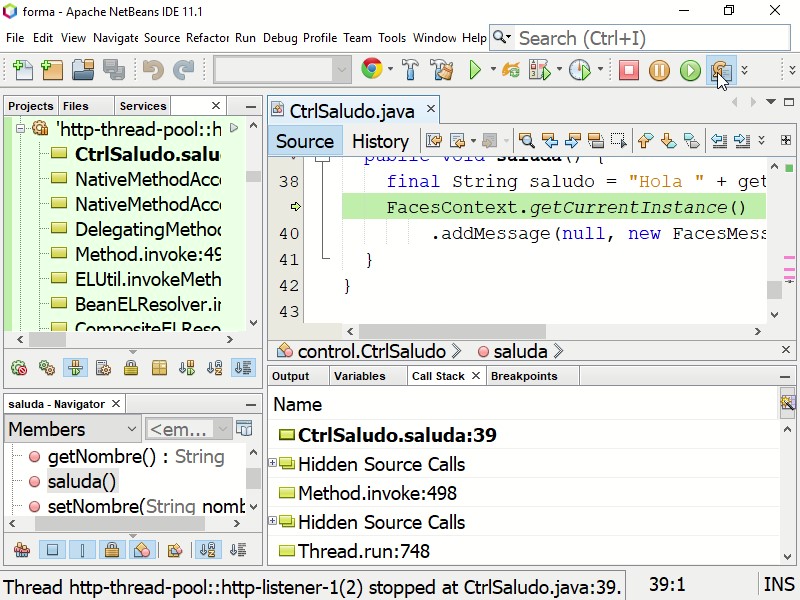 forma - Apache NetBeans IDE 11.1
File Edit View Navigate Source Refactor Run Debug Profile Team Tools Window Help Search (Ctrl+I)
Projects Files Services
'http-thread-pool::h
CtrlSaludo.salu
NativeMethodAcc
NativeMethodAcc
DelegatingMethod
Method.invoke:49
ELUtil.invokeMeth
BeanELResolver.in
CompositeELReso
CtrlSaludo.java
Source History
public void saluda() {
38 final String saludo = "Hola " + get
FacesContext.getCurrentInstance()
40 .addMessage(null, new FacesMess
41 }
42 }
43
control.CtrlSaludo saluda
saluda - Navigator
Members <em...
getNombre() : String
saluda()
setNombre(String nomb
Output Variables Call Stack Breakpoints
Name
CtrlSaludo.saluda:39
Hidden Source Calls
Method.invoke:498
Hidden Source Calls
Thread.run:748
Thread http-thread-pool::http-listener-1(2) stopped at CtrlSaludo.java:39. 39:1 INS